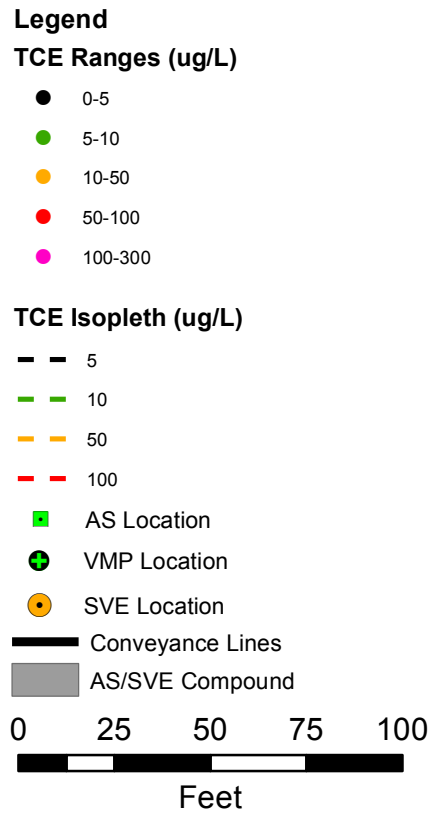 Legend
TCE Ranges (ug/L)
0-5
5-10
10-50
50-100
100-300
TCE Isopleth (ug/L)
5
10
50
100
AS Location
VMP Location
SVE Location
Conveyance Lines
AS/SVE Compound
0 25 50 75 100
Feet